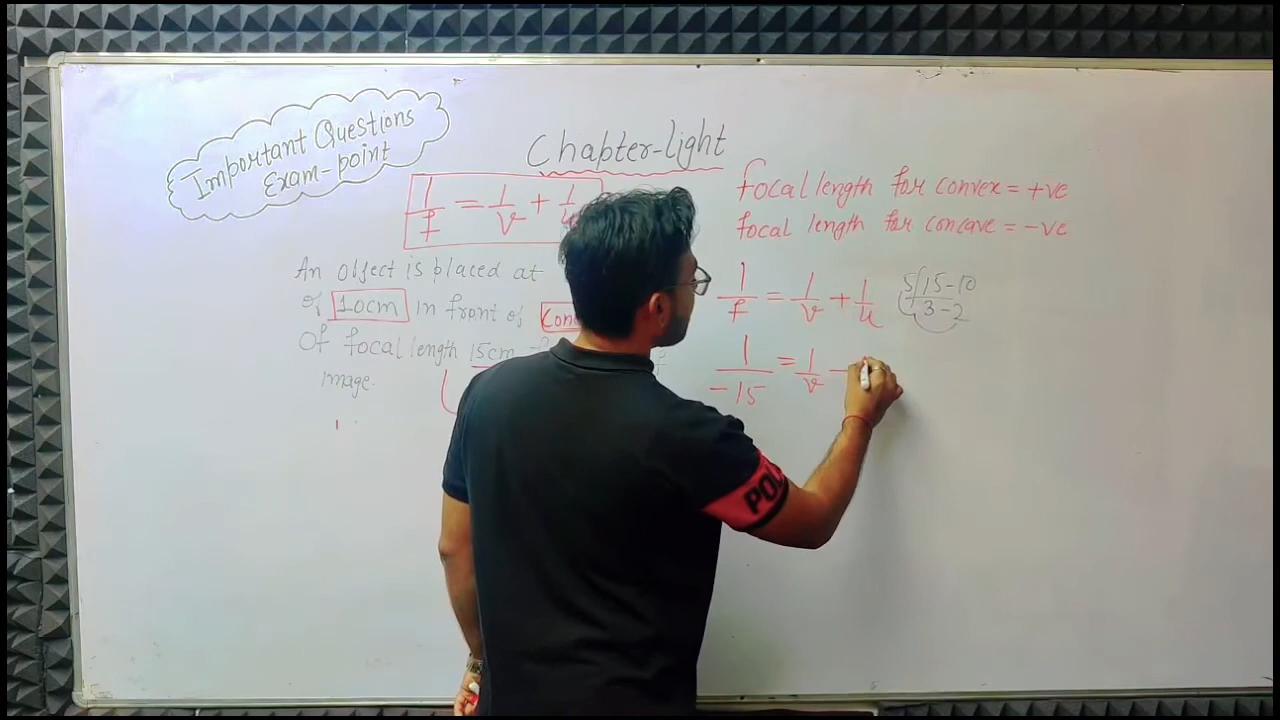 Important Questions
Exam-point
Chapter-light
1/f = 1/v + 1/u
focal length for convex = +ve
focal length for concave = -ve
An object is placed at
of 10cm in front of
of focal length 15cm
image.
1/f = 1/v + 1/u
5/15-10
3-2
1/-15 = 1/v -
POL